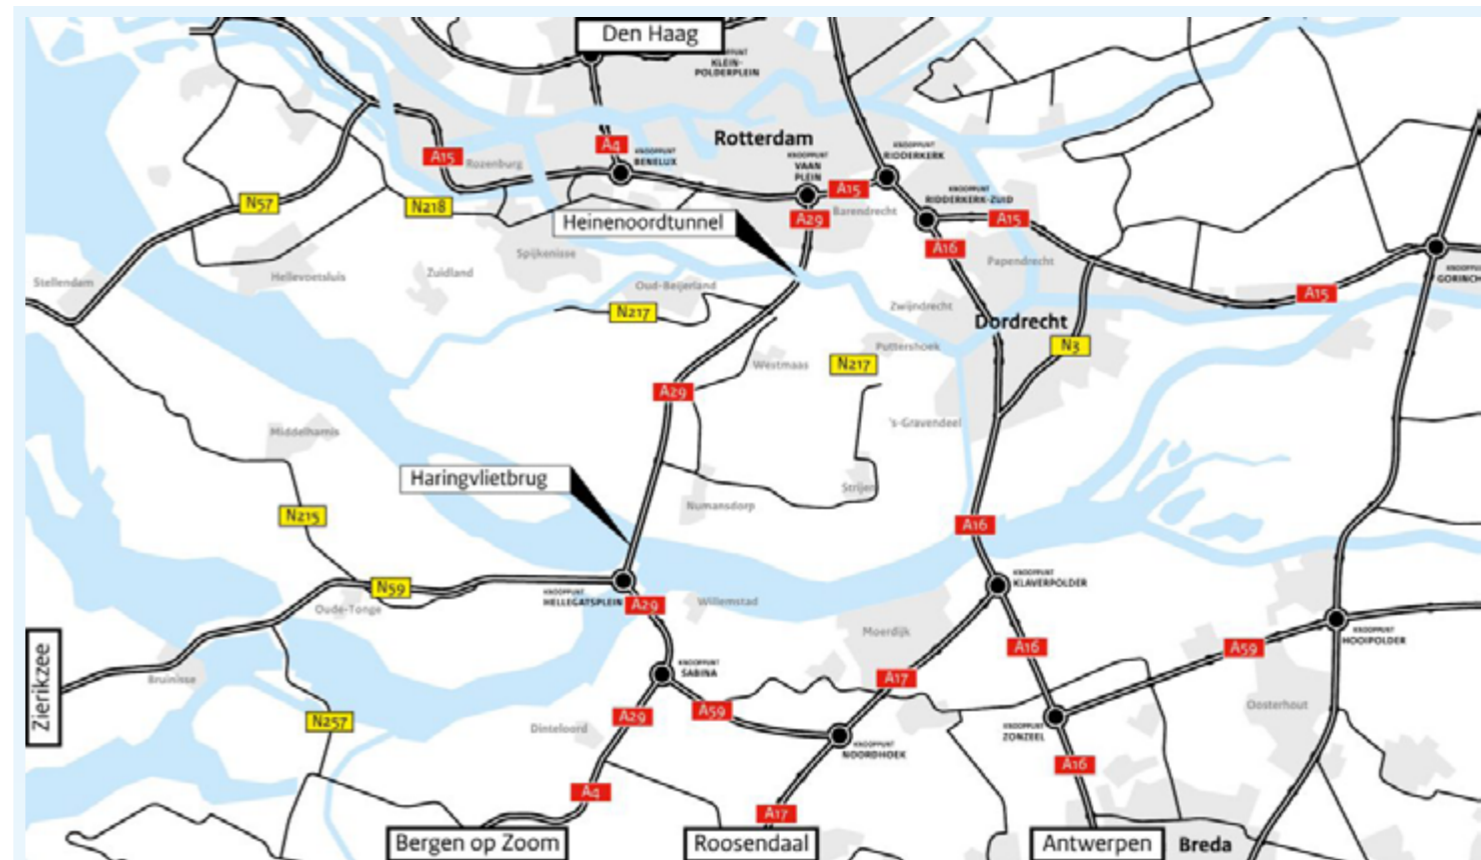 Den Haag
KLEIN-
POLDERPLEIN
Rotterdam
A4
KNOOPPUNT
BENELUX
A15
Rozenburg
KNOOPPUNT
VAAN
PLEIN
KNOOPPUNT
RIDDERKERK
A15
KNOOPPUNT
RIDDERKERK-ZUID
N57
N218
A29
Barendrecht
A15
Heinenoordtunnel
A16
Spijkenisse
Papendrecht
Stellendam
Hellevoetsluis
Zuidland
Oud-Beijerland
A15
Zwijndrecht
N217
Dordrecht
Puttershoek
N3
Westmaas
N217
A29
's-Gravendeel
Middelharnis
Haringvlietbrug
Strijen
Numansdorp
N215
A16
N59
KNOOPPUNT
HELLEGATSPLEIN
A29
Willemstad
KNOOPPUNT
KLAVERPOLDER
Oude-Tonge
Moerdijk
KNOOPPUNT
HOOIPOLDER
A16
A59
Zierikzee
Bruinisse
KNOOPPUNT
SABINA
A17
N257
A29
A59
Oosterhout
Dinteloord
KNOOPPUNT
ZONZEEL
KNOOPPUNT
NOORDHOEK
A16
A4
A17
Bergen op Zoom
Roosendaal
Antwerpen
Breda